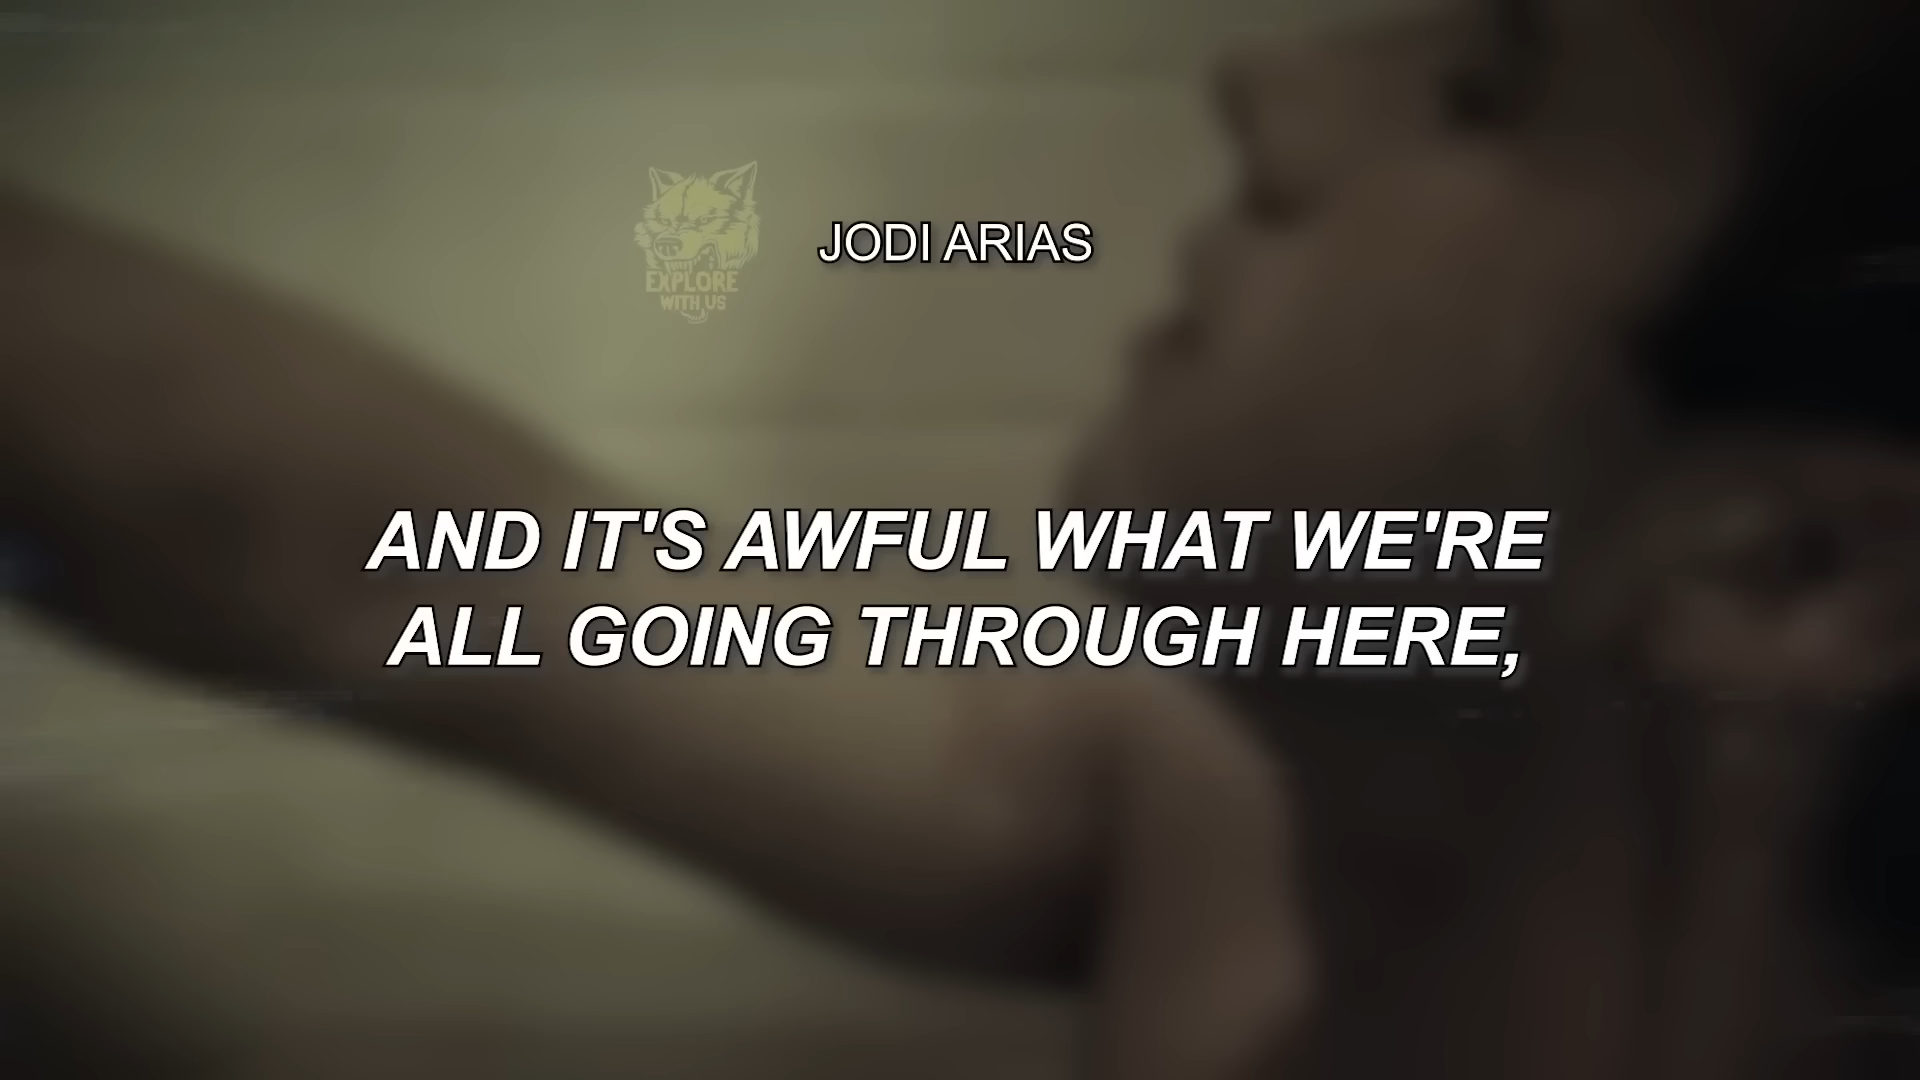 EXPLORE
WITH US
JODI ARIAS
AND IT'S AWFUL WHAT WE'RE
ALL GOING THROUGH HERE,